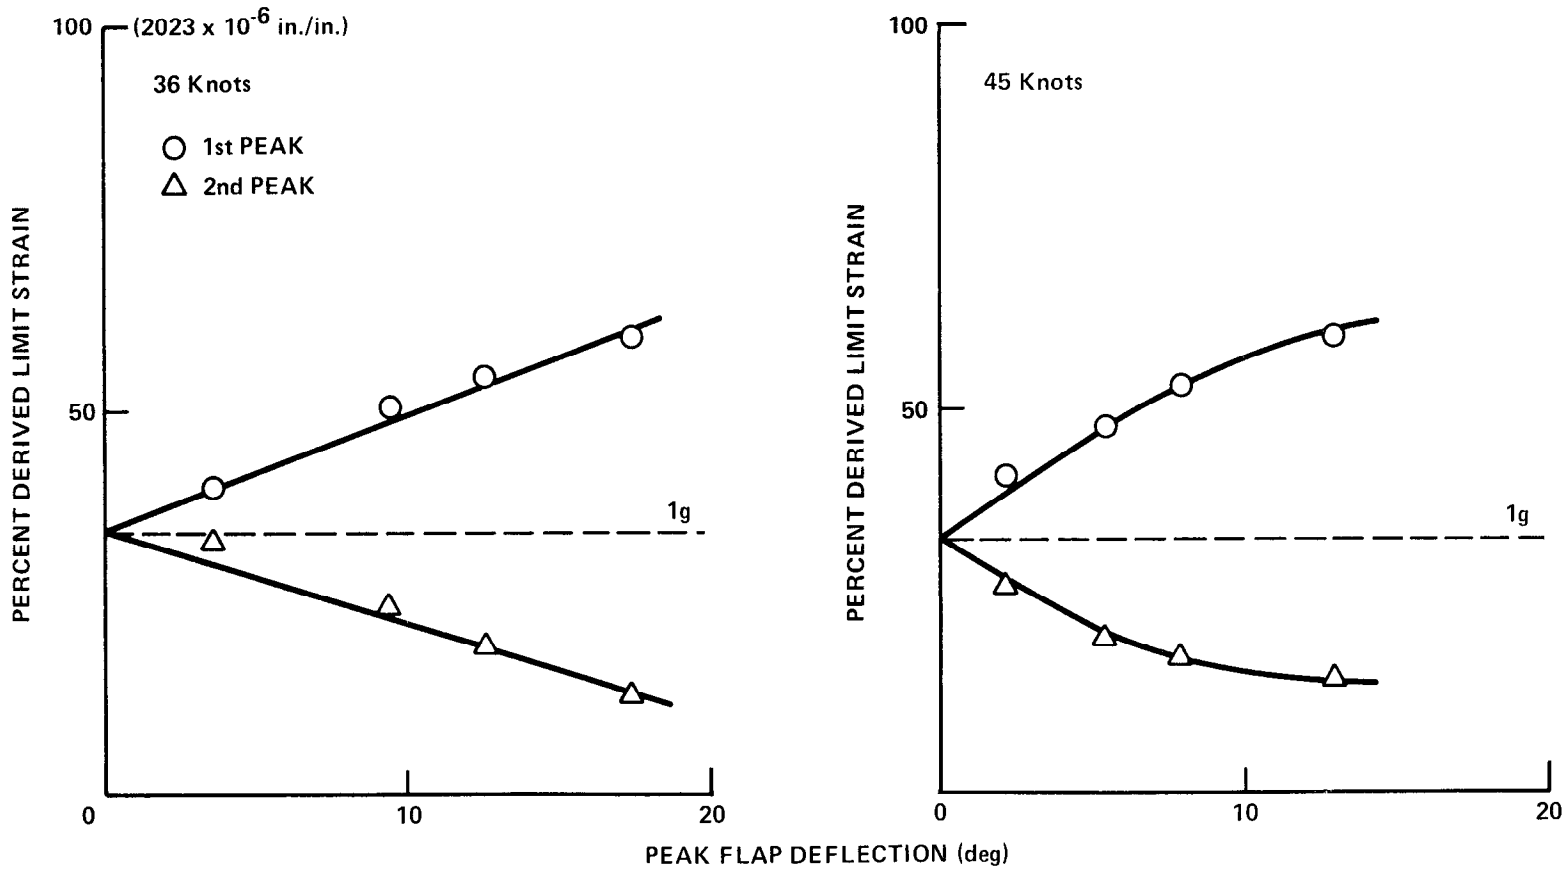 100 (2023 x 10-6 in./in.)
36 Knots
1st PEAK
2nd PEAK
PERCENT DERIVED LIMIT STRAIN
50
1g
0
10
20
100
45 Knots
PERCENT DERIVED LIMIT STRAIN
50
1g
0
10
20
PEAK FLAP DEFLECTION (deg)